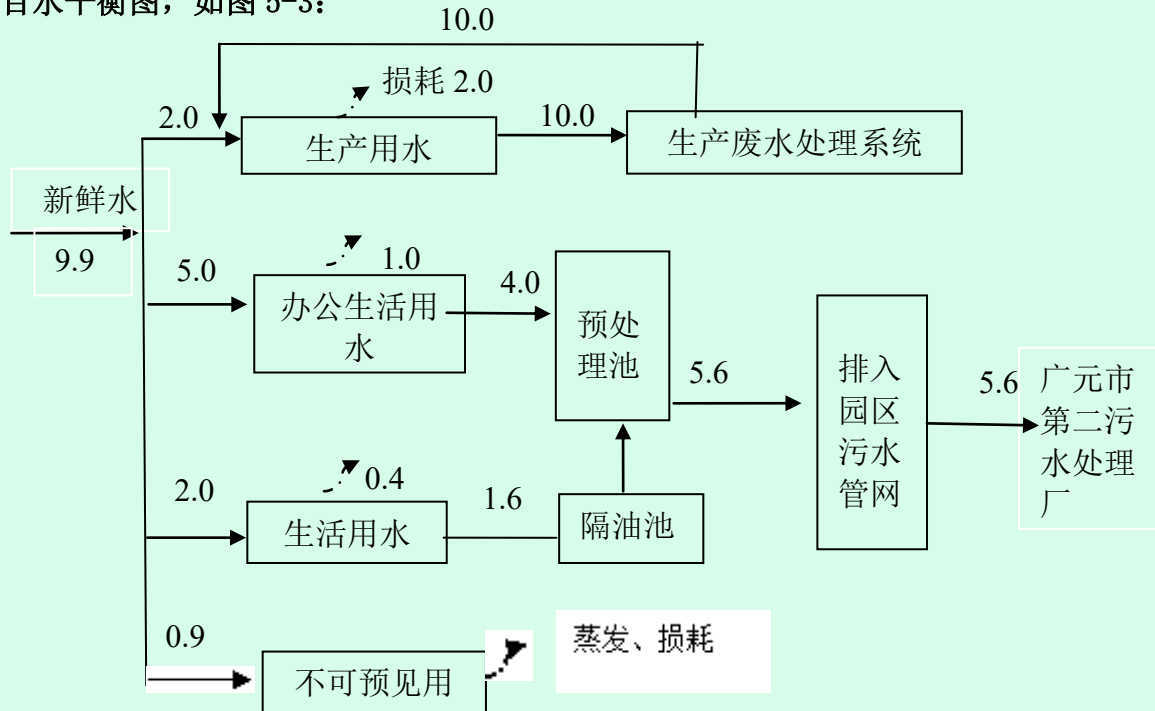 目水平衡图，如图 5-3：
10.0
损耗 2.0
2.0
10.0
生产用水
生产废水处理系统
新鲜水
9.9
5.0
1.0
4.0
办公生活用
水
预处
理池
5.6
排入
园区
污水
管网
5.6
广元市
第二污
水处理
厂
2.0
0.4
1.6
生活用水
隔油池
0.9
蒸发、损耗
不可预见用